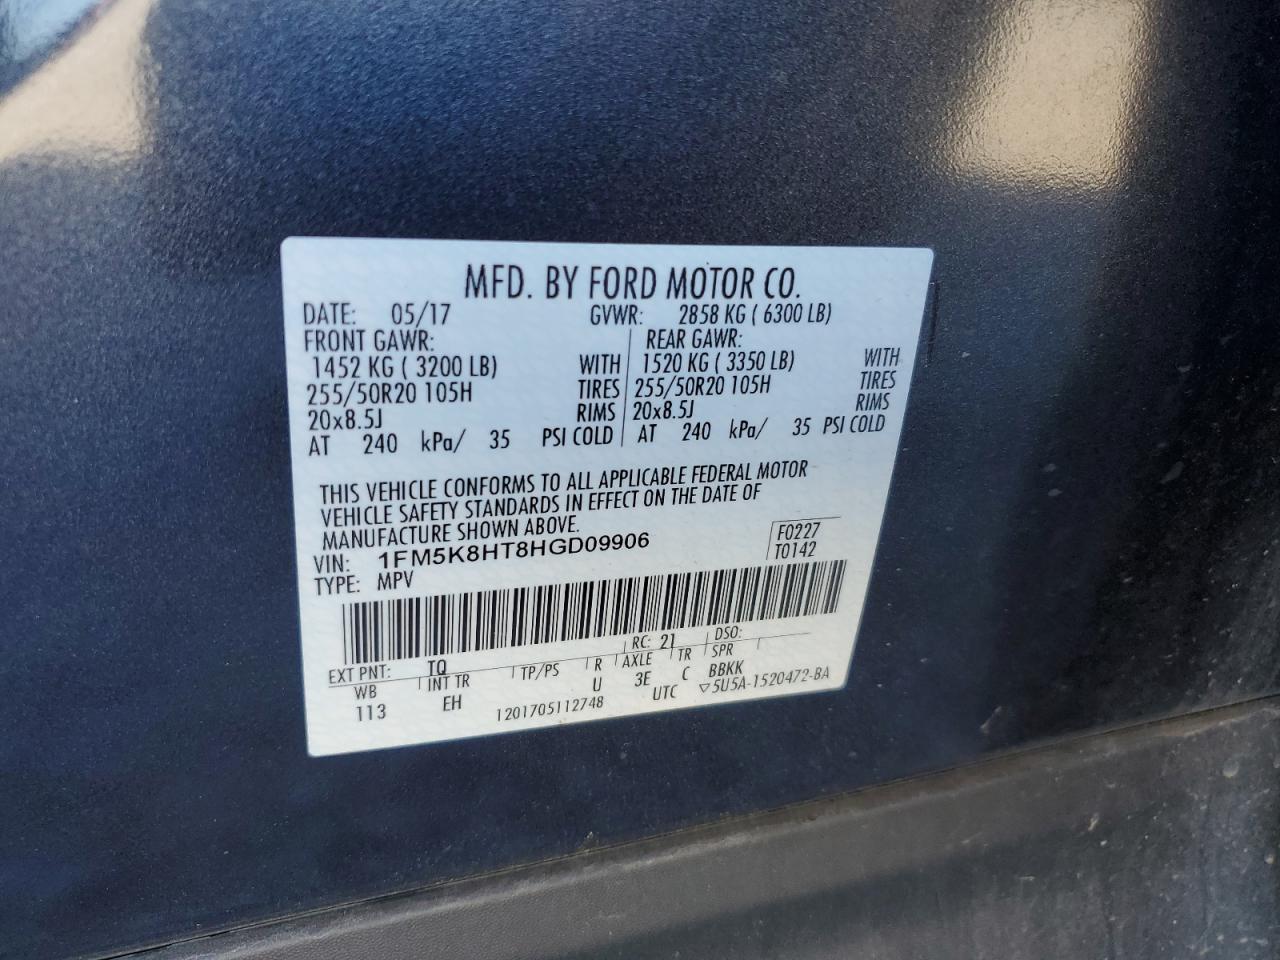 MFD. BY FORD MOTOR CO.
DATE: 05/17 GVWR: 2858 KG ( 6300 LB)
FRONT GAWR: REAR GAWR:
1452 KG ( 3200 LB) WITH 1520 KG ( 3350 LB) WITH
255/50R20 105H TIRES 255/50R20 105H TIRES
20x8.5J RIMS 20x8.5J RIMS
AT 240 kPa/ 35 PSI COLD AT 240 kPa/ 35 PSI COLD
THIS VEHICLE CONFORMS TO ALL APPLICABLE FEDERAL MOTOR
VEHICLE SAFETY STANDARDS IN EFFECT ON THE DATE OF
MANUFACTURE SHOWN ABOVE.
VIN: 1FM5K8HT8HGD09906 F0227
TYPE: MPV T0142
EXT PNT: TQ RC: 21 DSO:
WB INT TR TP/PS R AXLE TR SPR
113 EH U 3E C BBKK
1201705112748 UTC ▽5U5A-1520472-BA